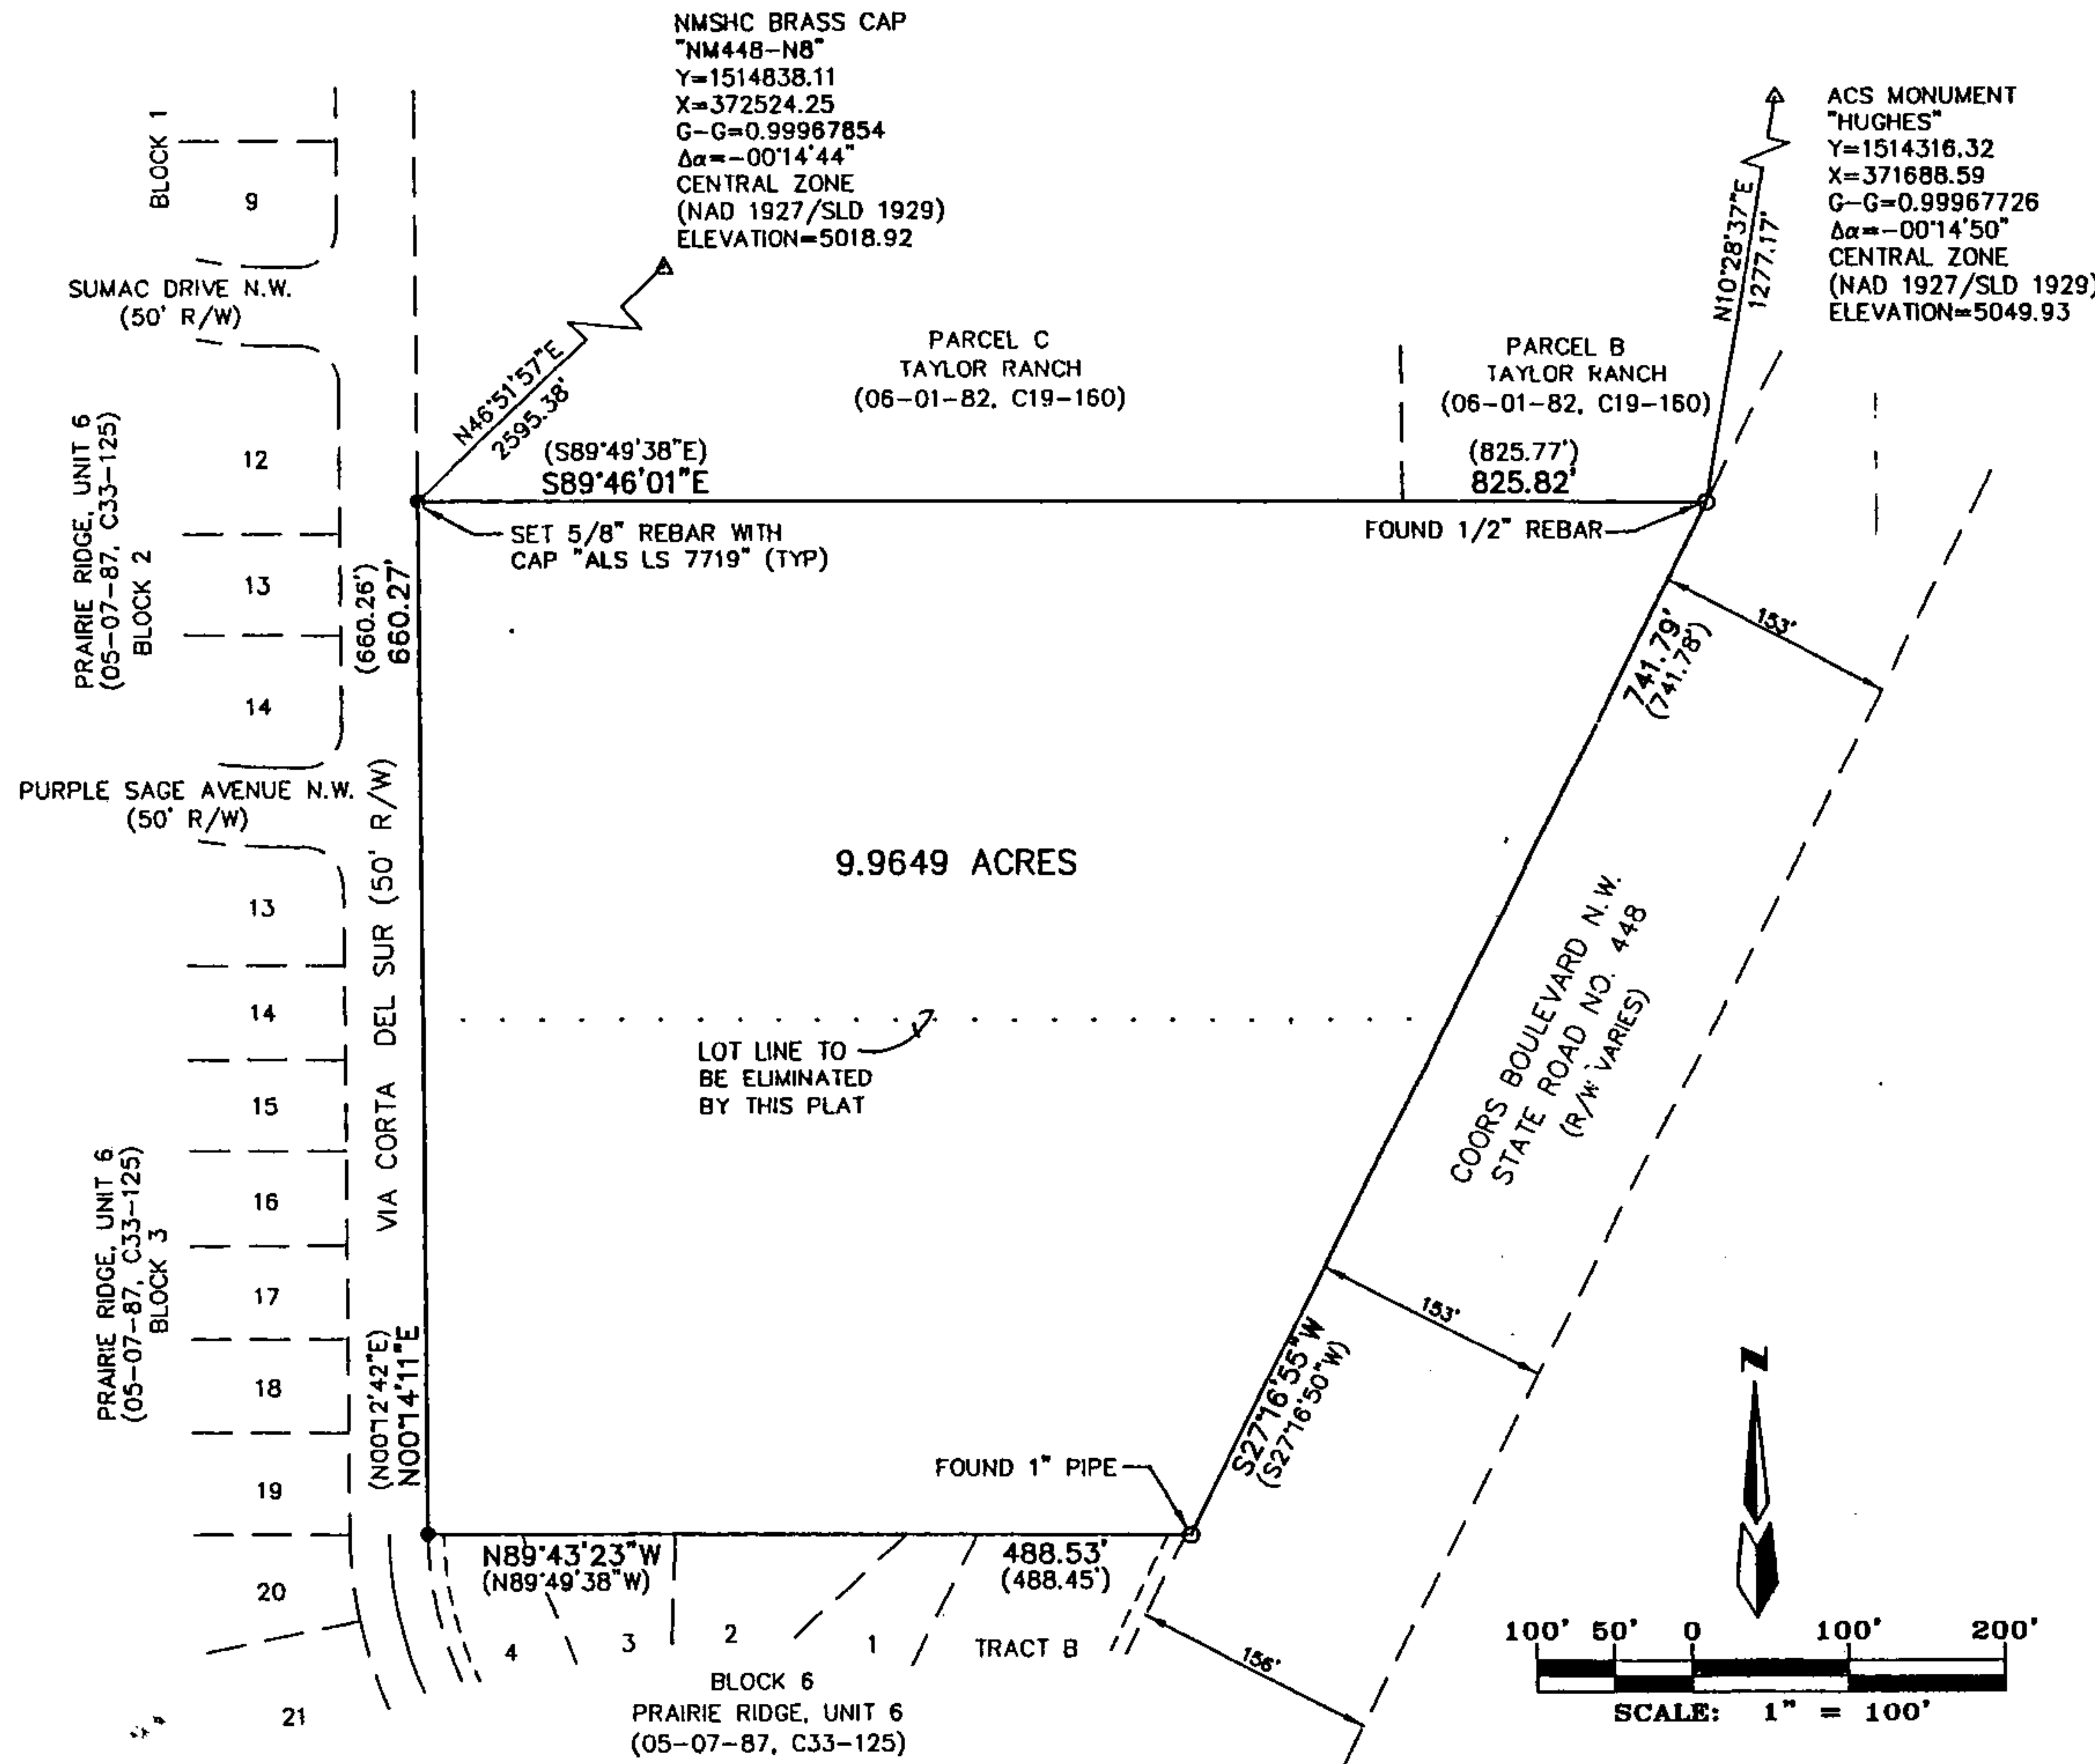 NMSHC BRASS CAP
"NM448-N8"
Y=1514838.11
X=372524.25
G-G=0.99967854
Δα=-00°14'44"
CENTRAL ZONE
(NAD 1927/SLD 1929)
ELEVATION=5018.92
ACS MONUMENT
"HUGHES"
Y=1514316.32
X=371688.59
G-G=0.99967726
Δα=-00°14'50"
CENTRAL ZONE
(NAD 1927/SLD 1929)
ELEVATION=5049.93
BLOCK 1
9
SUMAC DRIVE N.W.
(50' R/W)
N46°51'57"E
2595.38'
N10°28'37"E
1277.17'
PARCEL C
TAYLOR RANCH
(06-01-82, C19-160)
PARCEL B
TAYLOR RANCH
(06-01-82, C19-160)
(S89°49'38"E)
S89°46'01"E
(825.77')
825.82'
SET 5/8" REBAR WITH
CAP "ALS LS 7719" (TYP)
FOUND 1/2" REBAR
PRAIRIE RIDGE, UNIT 6
(05-07-87, C33-125)
BLOCK 2
12
13
14
(660.26')
660.27'
153'
741.79'
(741.78')
PURPLE SAGE AVENUE N.W.
(50' R/W)
VIA CORTA DEL SUR (50' R/W)
9.9649 ACRES
13
14
15
16
17
18
19
20
21
PRAIRIE RIDGE, UNIT 6
(05-07-87, C33-125)
BLOCK 3
LOT LINE TO
BE ELIMINATED
BY THIS PLAT
COORS BOULEVARD N.W.
STATE ROAD NO. 448
(R/W VARIES)
153'
(N00°12'42"E)
N00°14'11"E
S27°16'55"W
(S27°16'50"W)
FOUND 1" PIPE
N89°43'23"W
(N89°49'38"W)
488.53'
(488.45')
4
3
2
1
TRACT B
156'
BLOCK 6
PRAIRIE RIDGE, UNIT 6
(05-07-87, C33-125)
N
100' 50' 0 100' 200'
SCALE: 1" = 100'